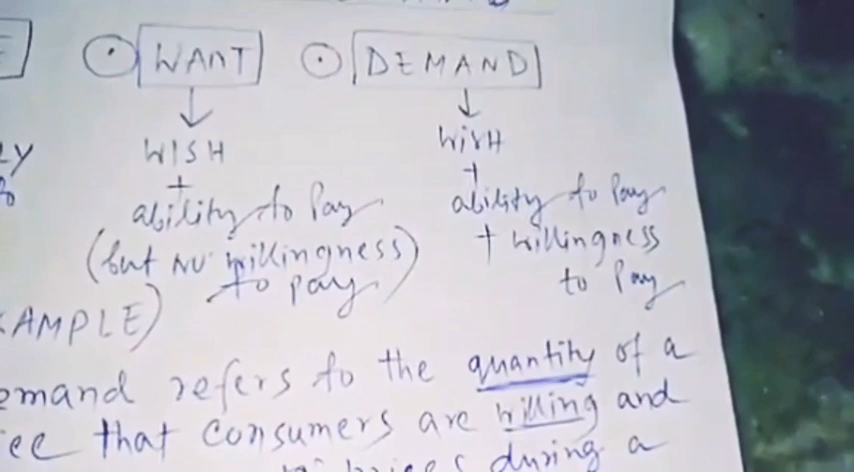 WANT DEMAND
WISH WISH
+ +
ability to Pay ability to Pay
(but NO willingness + willingness
to pay) to Pay
AMPLE)
emand refers to the quantity of a
that consumers are willing and
during a